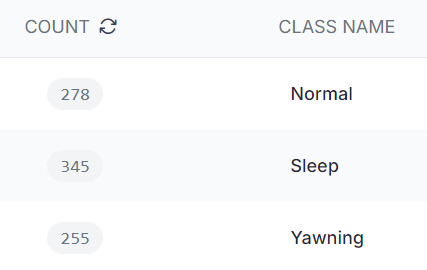 COUNT CLASS NAME
278 Normal
345 Sleep
255 Yawning